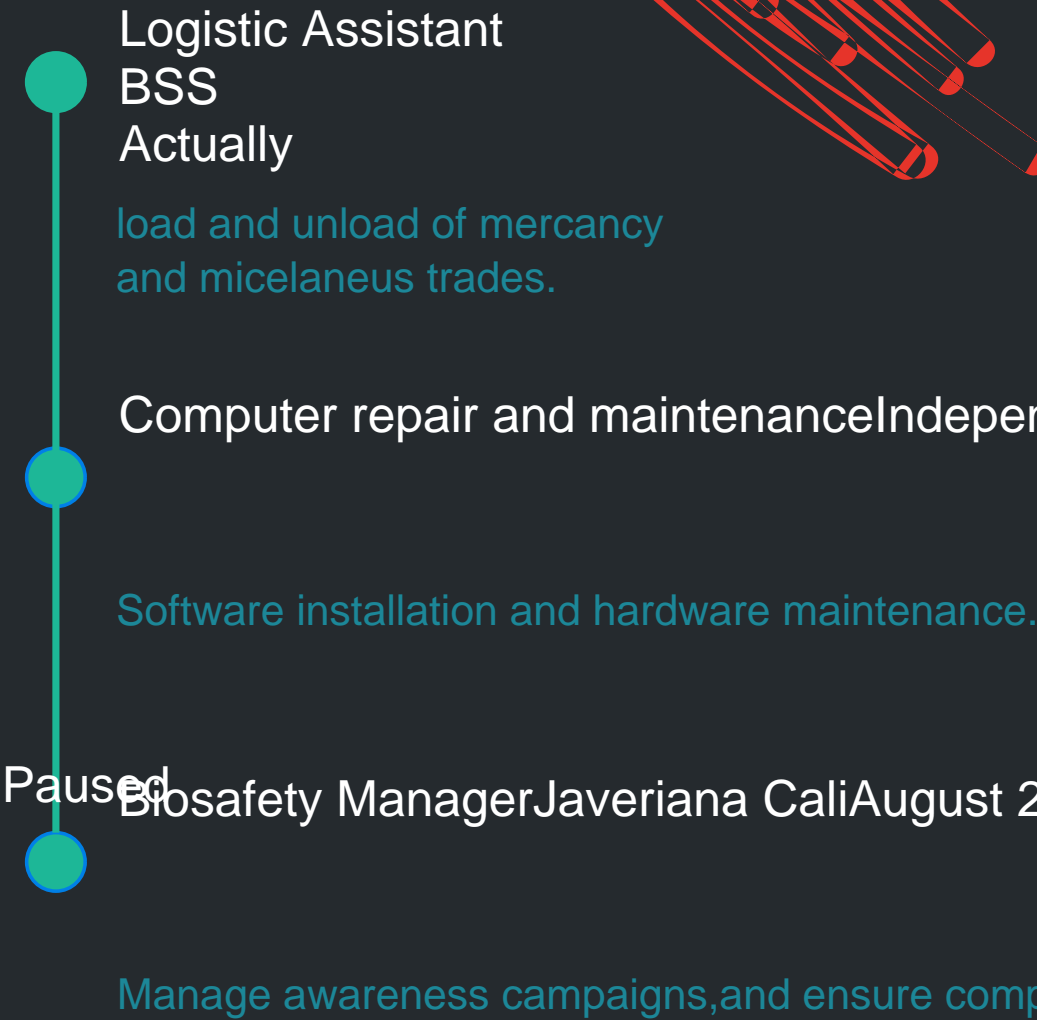 Logistic Assistant
BSS
Actually
load and unload of mercancy
and micelaneus trades.
Computer repair and maintenanceIndeper
Software installation and hardware maintenance.
Paused
Biosafety ManagerJaveriana CaliAugust 2
Manage awareness campaigns,and ensure comp